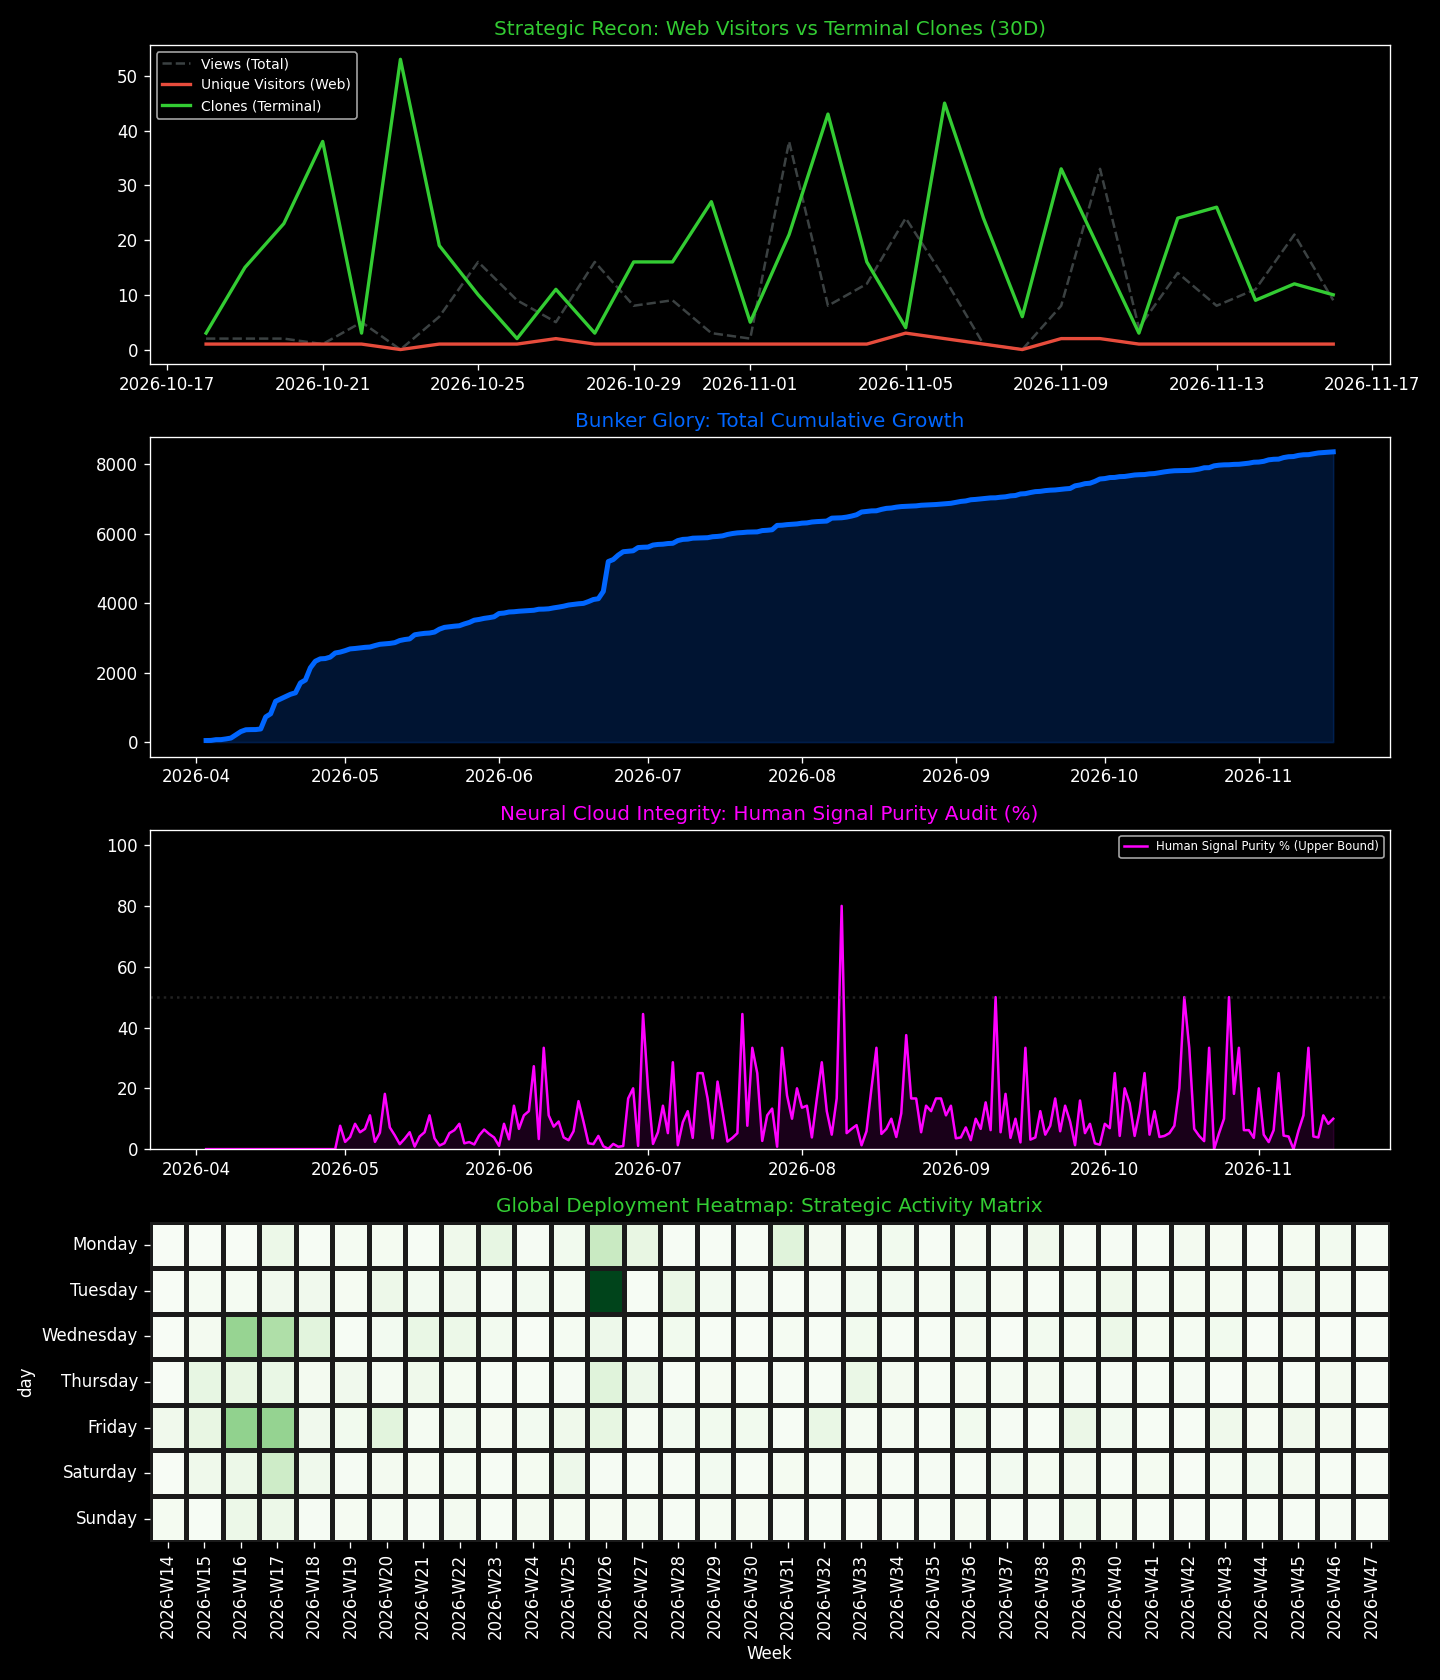 Strategic Recon: Web Visitors vs Terminal Clones (30D)
Views (Total)
Unique Visitors (Web)
Clones (Terminal)
50
40
30
20
10
0
2026-10-17 2026-10-21 2026-10-25 2026-10-29 2026-11-01 2026-11-05 2026-11-09 2026-11-13 2026-11-17
Bunker Glory: Total Cumulative Growth
8000
6000
4000
2000
0
2026-04 2026-05 2026-06 2026-07 2026-08 2026-09 2026-10 2026-11
Neural Cloud Integrity: Human Signal Purity Audit (%)
Human Signal Purity % (Upper Bound)
100
80
60
40
20
0
2026-04 2026-05 2026-06 2026-07 2026-08 2026-09 2026-10 2026-11
Global Deployment Heatmap: Strategic Activity Matrix
day
Monday
Tuesday
Wednesday
Thursday
Friday
Saturday
Sunday
2026-W14
2026-W15
2026-W16
2026-W17
2026-W18
2026-W19
2026-W20
2026-W21
2026-W22
2026-W23
2026-W24
2026-W25
2026-W26
2026-W27
2026-W28
2026-W29
2026-W30
2026-W31
2026-W32
2026-W33
2026-W34
2026-W35
2026-W36
2026-W37
2026-W38
2026-W39
2026-W40
2026-W41
2026-W42
2026-W43
2026-W44
2026-W45
2026-W46
2026-W47
Week